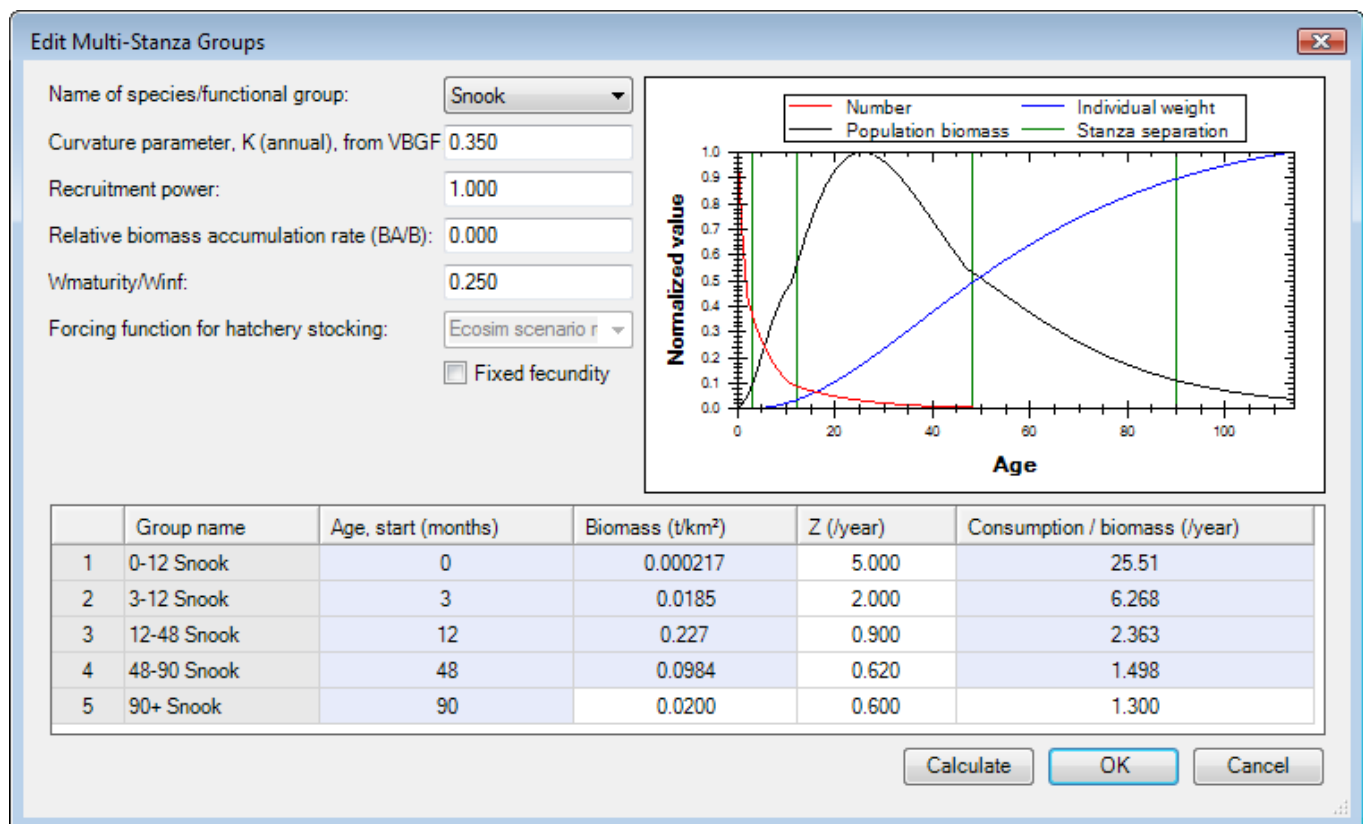 Edit Multi-Stanza Groups
Name of species/functional group: Snook
Curvature parameter, K (annual), from VBGF 0.350
Recruitment power: 1.000
Relative biomass accumulation rate (BA/B): 0.000
Wmaturity/Winf: 0.250
Forcing function for hatchery stocking: Ecosim scenario r
Fixed fecundity
Number Individual weight
Population biomass Stanza separation
Normalized value
1.0
0.9
0.8
0.7
0.6
0.5
0.4
0.3
0.2
0.1
0.0
0 20 40 60 80 100
Age
Group name Age, start (months) Biomass (t/km²) Z (/year) Consumption / biomass (/year)
1 0-12 Snook 0 0.000217 5.000 25.51
2 3-12 Snook 3 0.0185 2.000 6.268
3 12-48 Snook 12 0.227 0.900 2.363
4 48-90 Snook 48 0.0984 0.620 1.498
5 90+ Snook 90 0.0200 0.600 1.300
Calculate OK Cancel